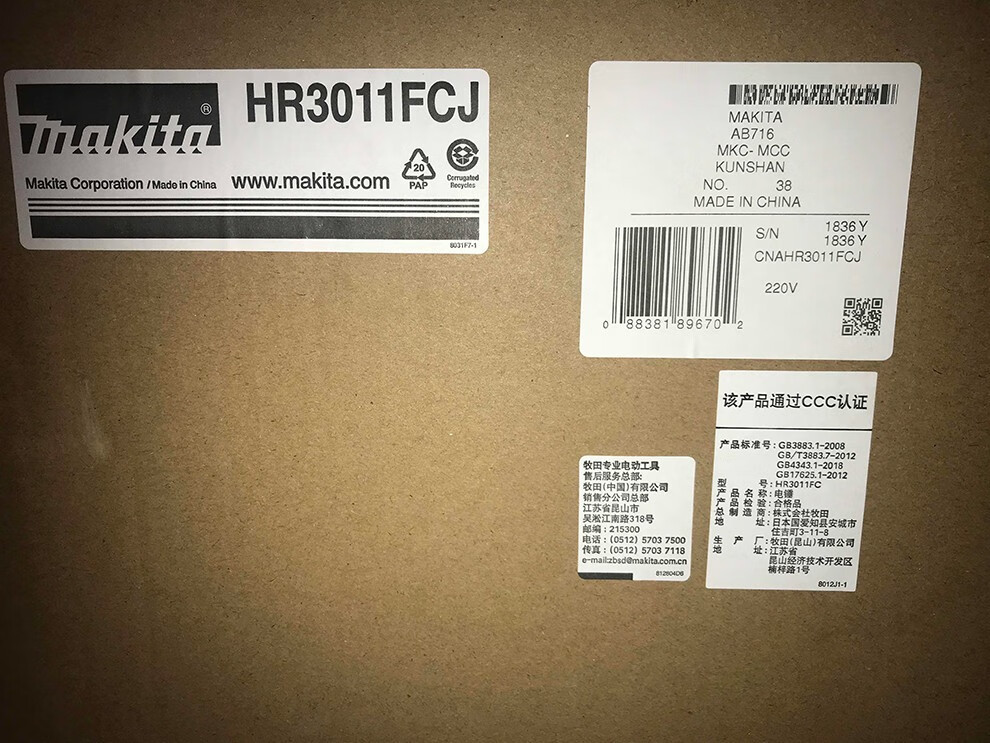 makita®
HR3011FCJ
Makita Corporation / Made in China
www.makita.com
20
PAP
Corrugated
Recycles
8031F7-1
MAKITA
AB716
MKC- MCC
KUNSHAN
NO. 38
MADE IN CHINA
S/N 1836Y
1836Y
CNAHR3011FCJ
220V
0 88381 89670 2
该产品通过CCC认证
产品标准号：GB3883.1-2008
GB/T3883.7-2012
GB4343.1-2018
GB17625.1-2012
型 号：HR3011FC
产品名称：电锤
产品检验：合格品
总制造商：株式会社牧田
地 址：日本国爱知县安城市
住吉町3-11-8
生产厂：牧田(昆山)有限公司
地 址：江苏省
昆山经济技术开发区
楠梓路1号
8012J1-1
牧田专业电动工具
售后服务总部:
牧田(中国)有限公司
销售分公司总部
江苏省昆山市
吴淞江南路318号
邮编：215300
电话：(0512) 5703 7500
传真：(0512) 5703 7118
e-mail:zbsd@makita.com.cn
812804D6